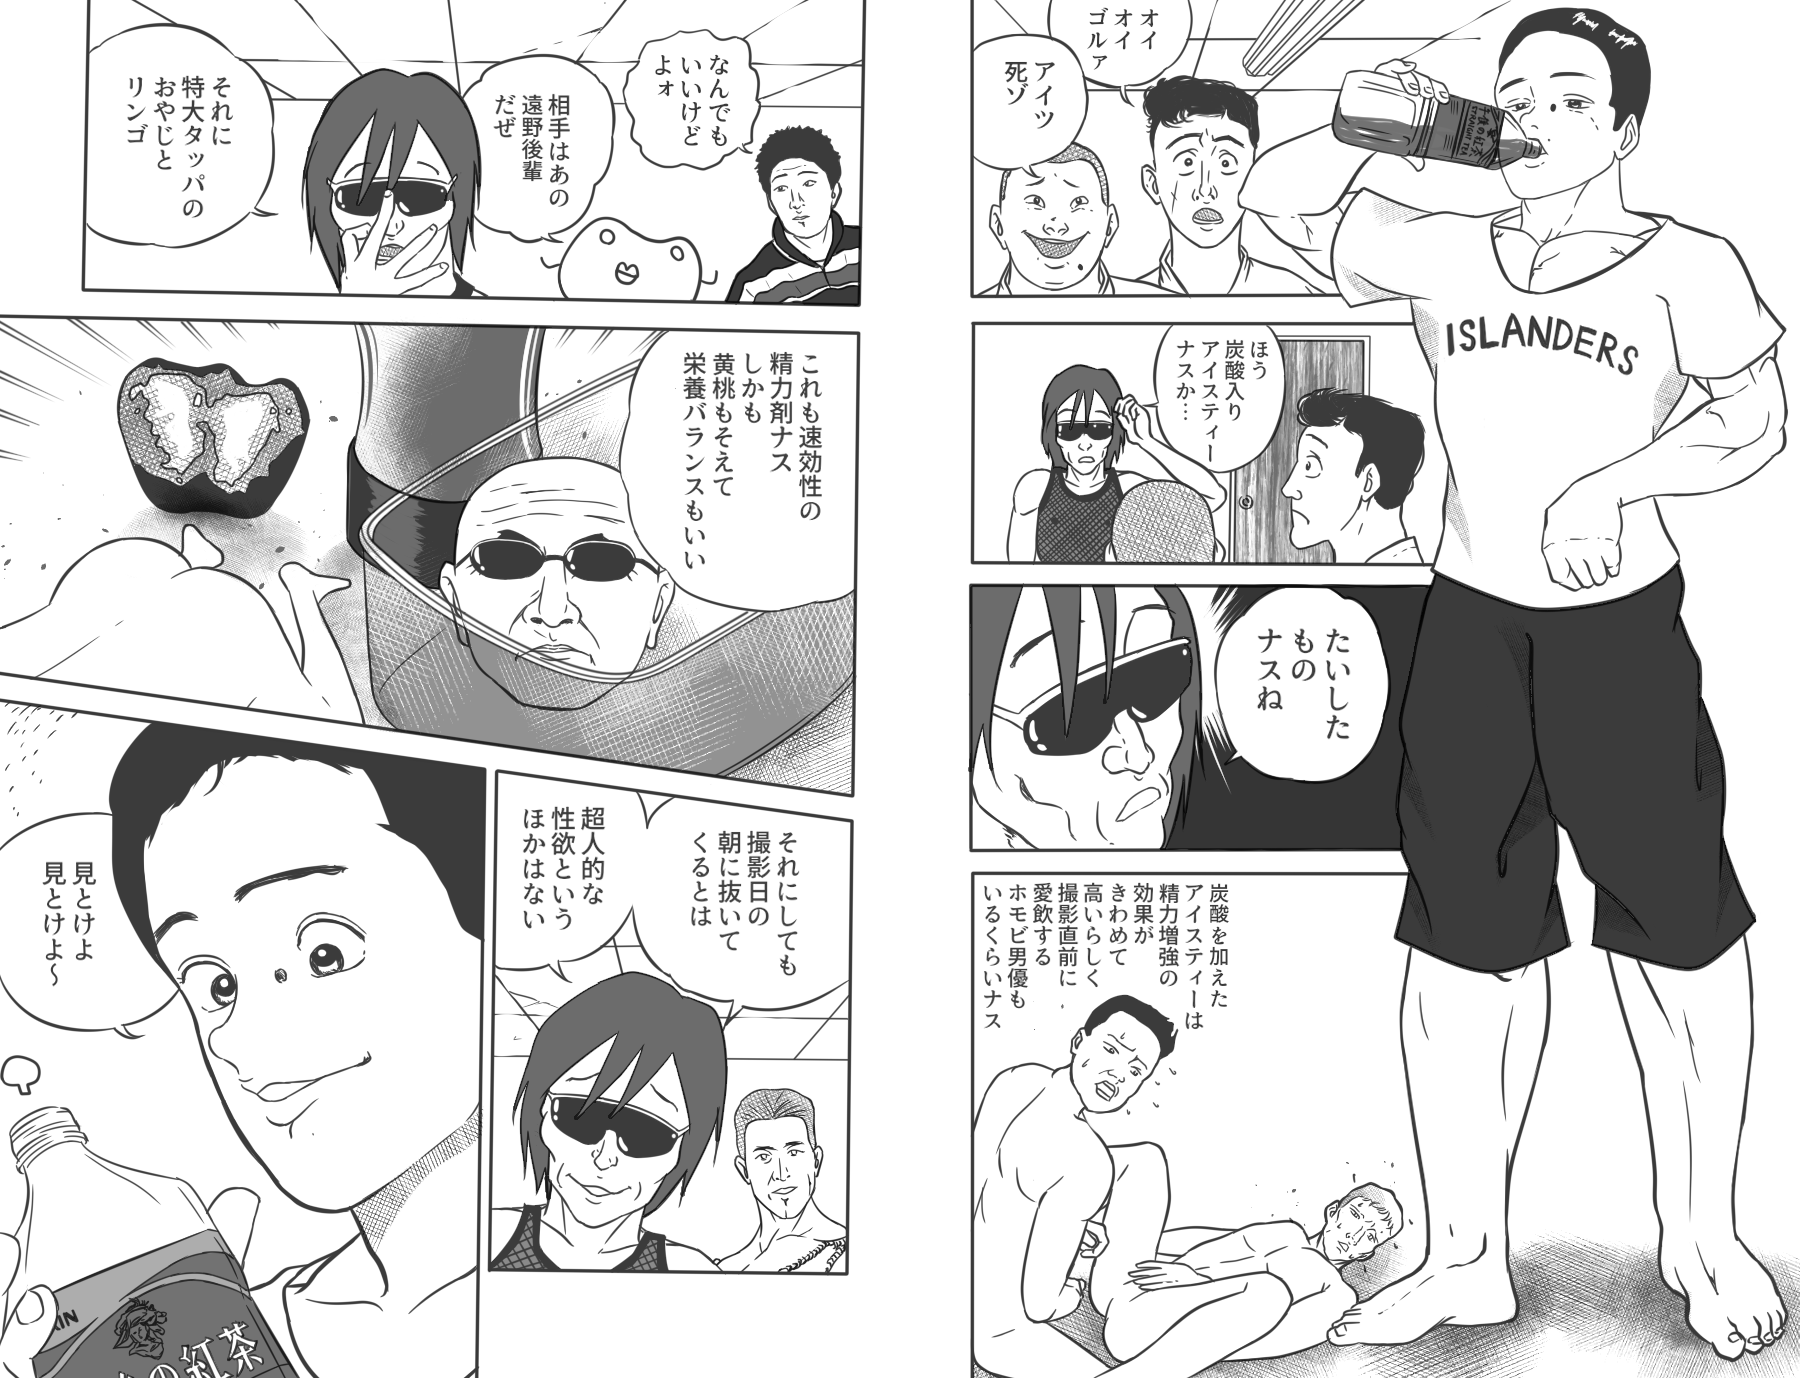 オイ
オイ
ゴルァ
アイツ
死ゾ
STRAIGHT TEA
ISLANDERS
ほう
炭酸入り
アイスティー
ナスか…
たいした
もの
ナスね
炭酸を加えた
アイスティーは
精力増強の
効果が
きわめて
高いらしく
撮影直前に
愛飲する
ホモビ男優も
いるくらいナス
なんでも
いいけど
よォ
相手はあの
遠野後輩
だぜ
それに
特大タッパの
おやじと
リンゴ
これも速効性の
精力剤ナス
しかも
黄桃もそえて
栄養バランスもいい
それにしても
撮影日の
朝に抜いて
くるとは
超人的な
性欲という
ほかはない
見とけよ
見とけよ~
の紅茶